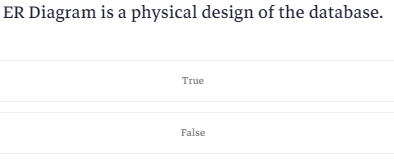 ER Diagram is a physical design of the database.
True
False